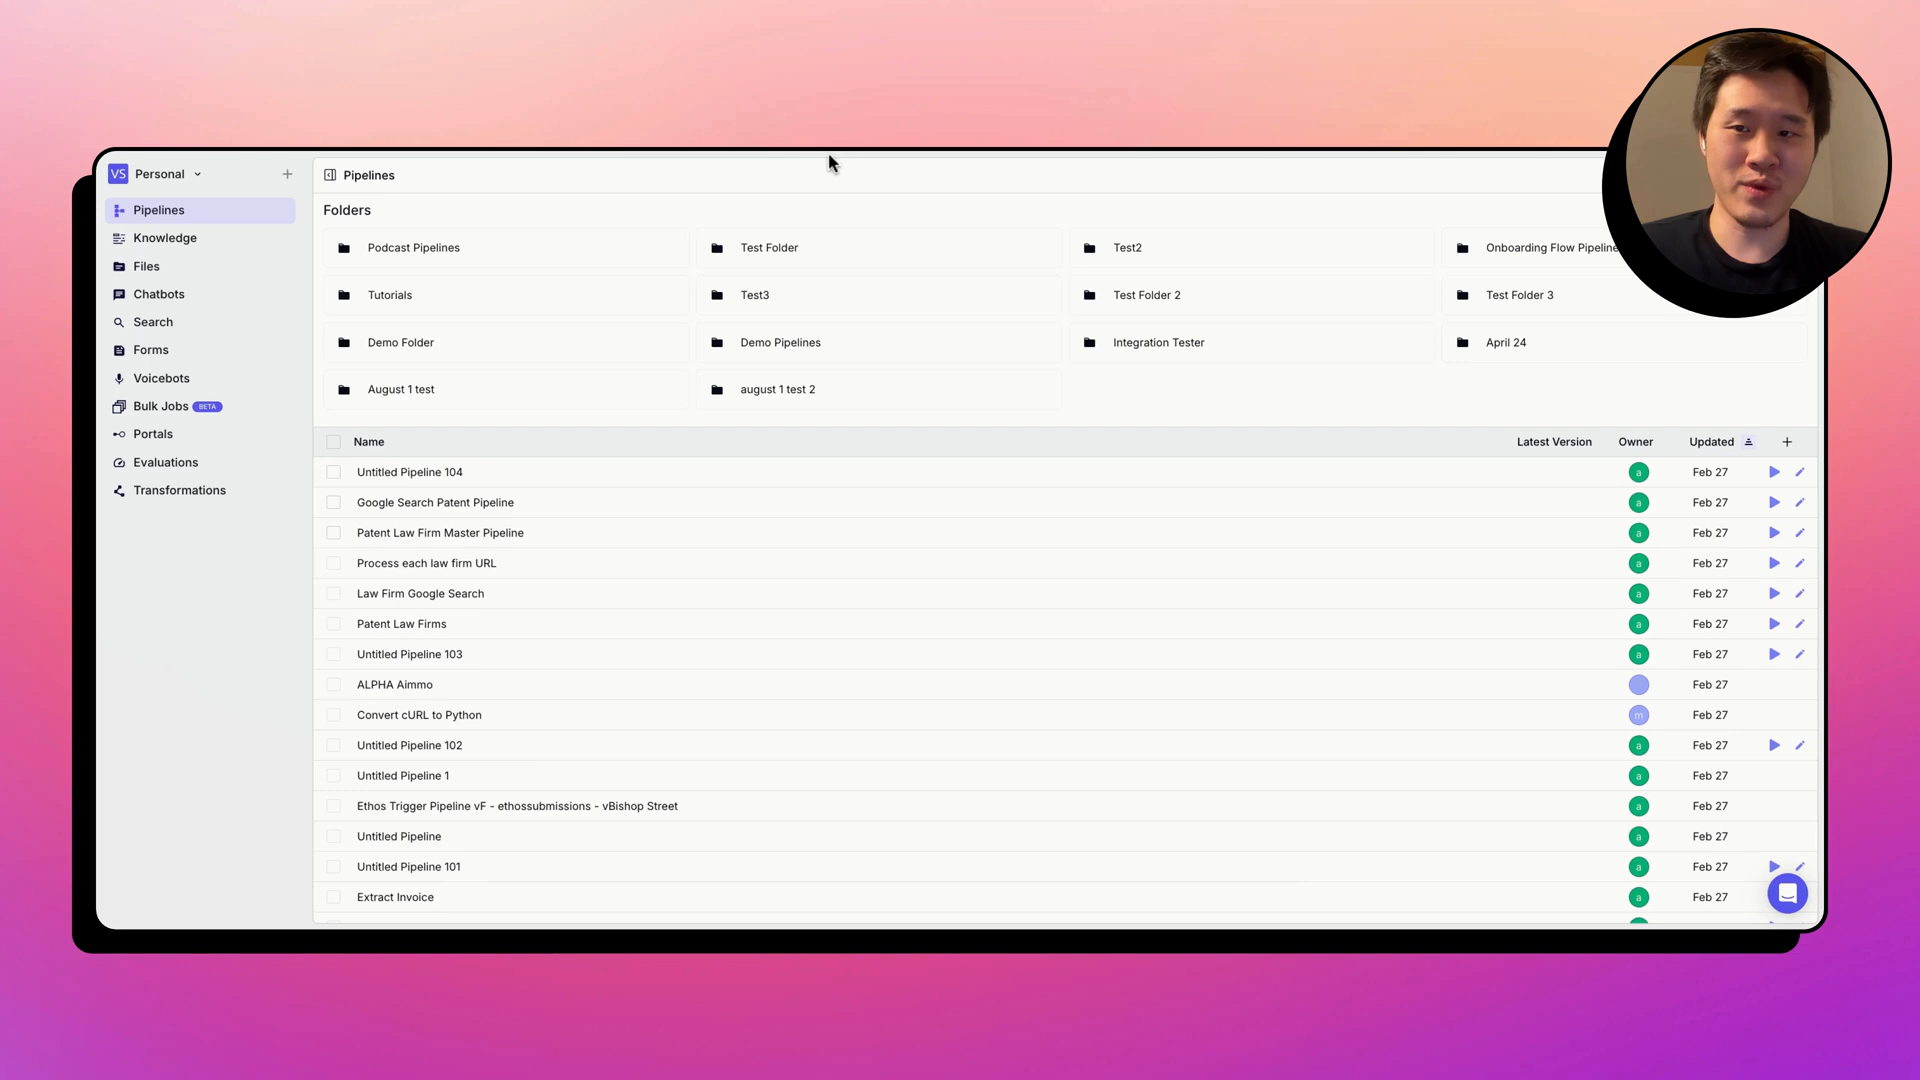 VS Personal
Pipelines
Knowledge
Files
Chatbots
Search
Forms
Voicebots
Bulk Jobs BETA
Portals
Evaluations
Transformations
Pipelines
Folders
Podcast Pipelines Test Folder Test2 Onboarding Flow Pipeline
Tutorials Test3 Test Folder 2 Test Folder 3
Demo Folder Demo Pipelines Integration Tester April 24
August 1 test august 1 test 2
Name Latest Version Owner Updated
Untitled Pipeline 104 a Feb 27
Google Search Patent Pipeline a Feb 27
Patent Law Firm Master Pipeline a Feb 27
Process each law firm URL a Feb 27
Law Firm Google Search a Feb 27
Patent Law Firms a Feb 27
Untitled Pipeline 103 a Feb 27
ALPHA Aimmo Feb 27
Convert cURL to Python m Feb 27
Untitled Pipeline 102 a Feb 27
Untitled Pipeline 1 a Feb 27
Ethos Trigger Pipeline vF - ethossubmissions - vBishop Street a Feb 27
Untitled Pipeline a Feb 27
Untitled Pipeline 101 a Feb 27
Extract Invoice a Feb 27